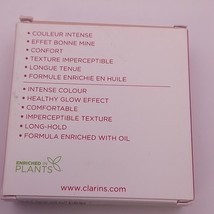 • COULEUR INTENSE
• EFFET BONNE MINE
• CONFORT
• TEXTURE IMPERCEPTIBLE
• LONGUE TENUE
• FORMULE ENRICHIE EN HUILE
• INTENSE COLOUR
• HEALTHY GLOW EFFECT
• COMFORTABLE
• IMPERCEPTIBLE TEXTURE
• LONG-HOLD
• FORMULA ENRICHED WITH OIL
ENRICHED IN
PLANTS
www.clarins.com